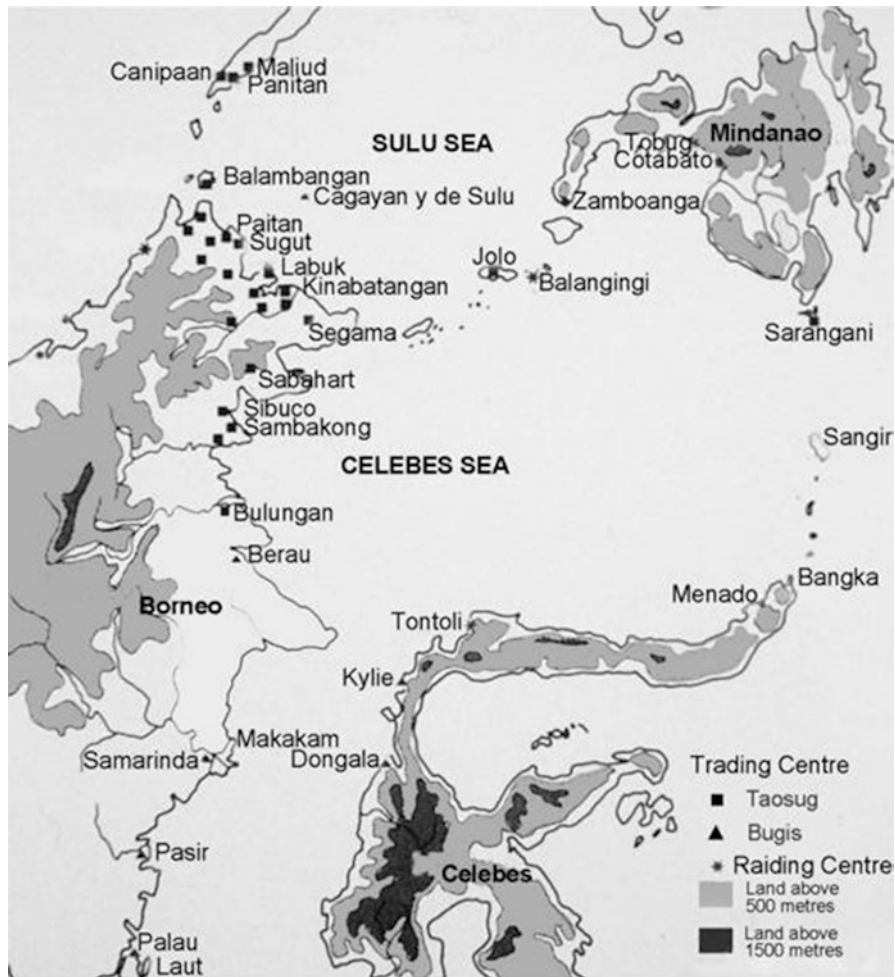 Canipaan
Maliud
Panitan
SULU SEA
Mindanao
Tobug
Cotabato
Balambangan
Cagayan y de Sulu
Zamboanga
Paitan
Sugut
Jolo
Labuk
Balangingi
Kinabatangan
Segama
Sarangani
Sabahart
Sibuco
Sambakong
Sangir
CELEBES SEA
Bulungan
Berau
Bangka
Menado
Borneo
Tontoli
Kylie
Makakam
Samarinda
Dongala
Trading Centre
Taosug
Bugis
Pasir
Raiding Centre
Celebes
Land above
500 metres
Land above
1500 metres
Palau
Laut